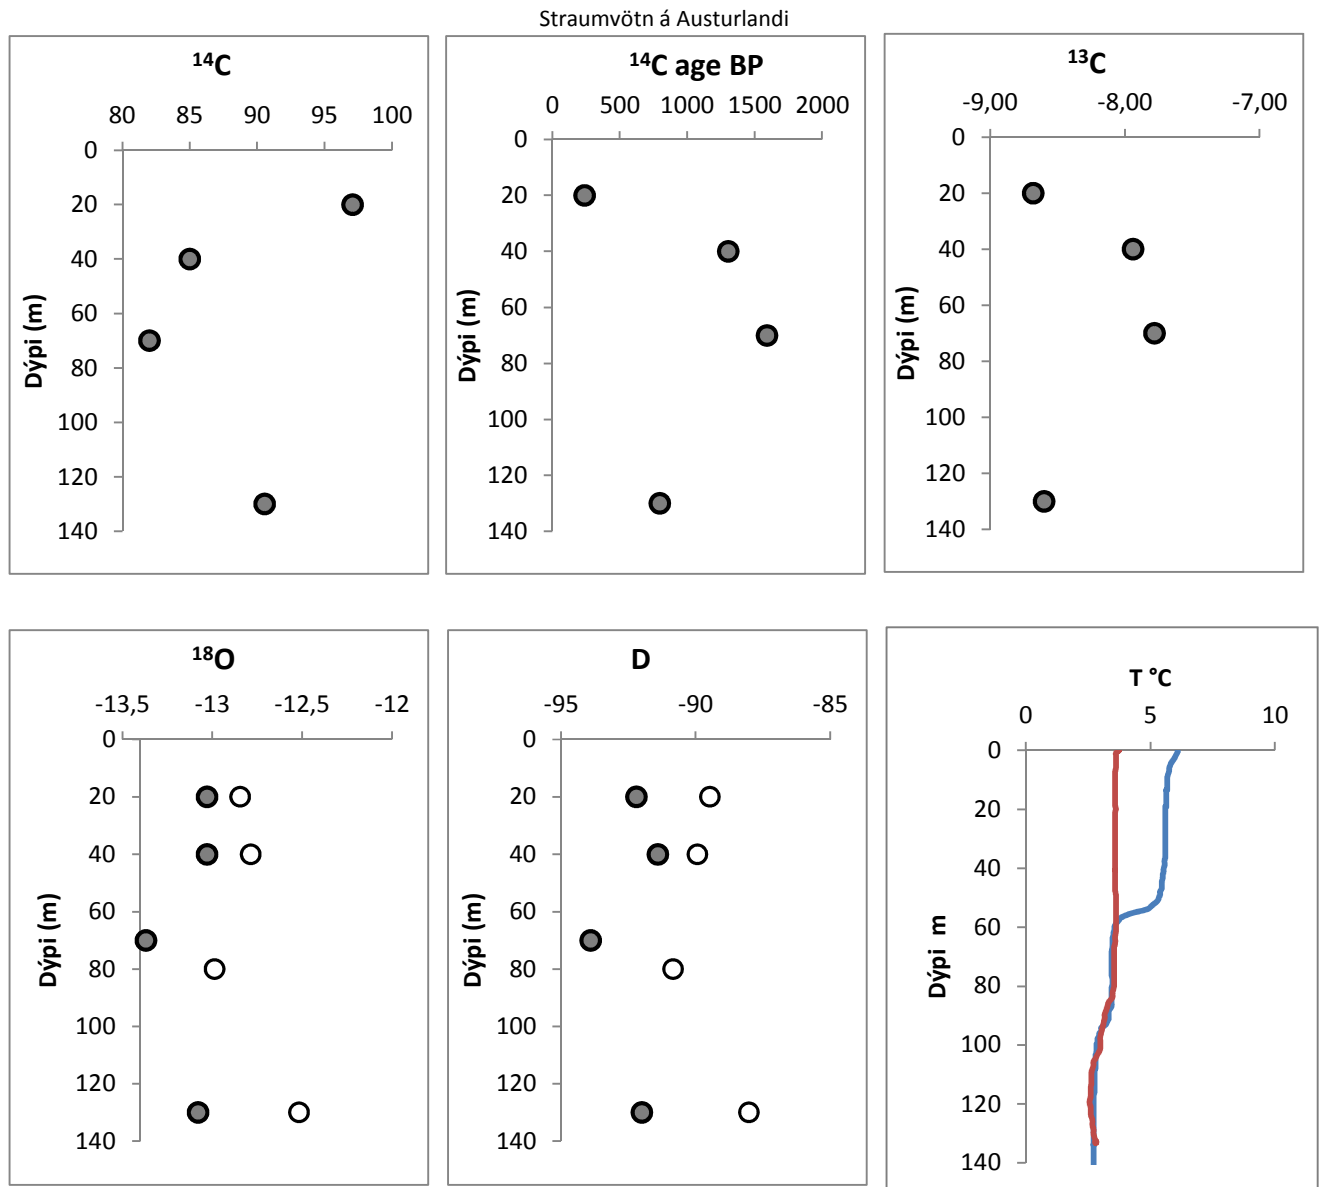 Straumvötn á Austurlandi
¹⁴C
80 85 90 95 100
0
20
40
60
80
100
120
140
Dýpi (m)
¹⁴C age BP
0 500 1000 1500 2000
0
20
40
60
80
100
120
140
Dýpi (m)
¹³C
-9,00 -8,00 -7,00
0
20
40
60
80
100
120
140
Dýpi (m)
¹⁸O
-13,5 -13 -12,5 -12
0
20
40
60
80
100
120
140
Dýpi (m)
D
-95 -90 -85
0
20
40
60
80
100
120
140
Dýpi (m)
T °C
0 5 10
0
20
40
60
80
100
120
140
Dýpi m